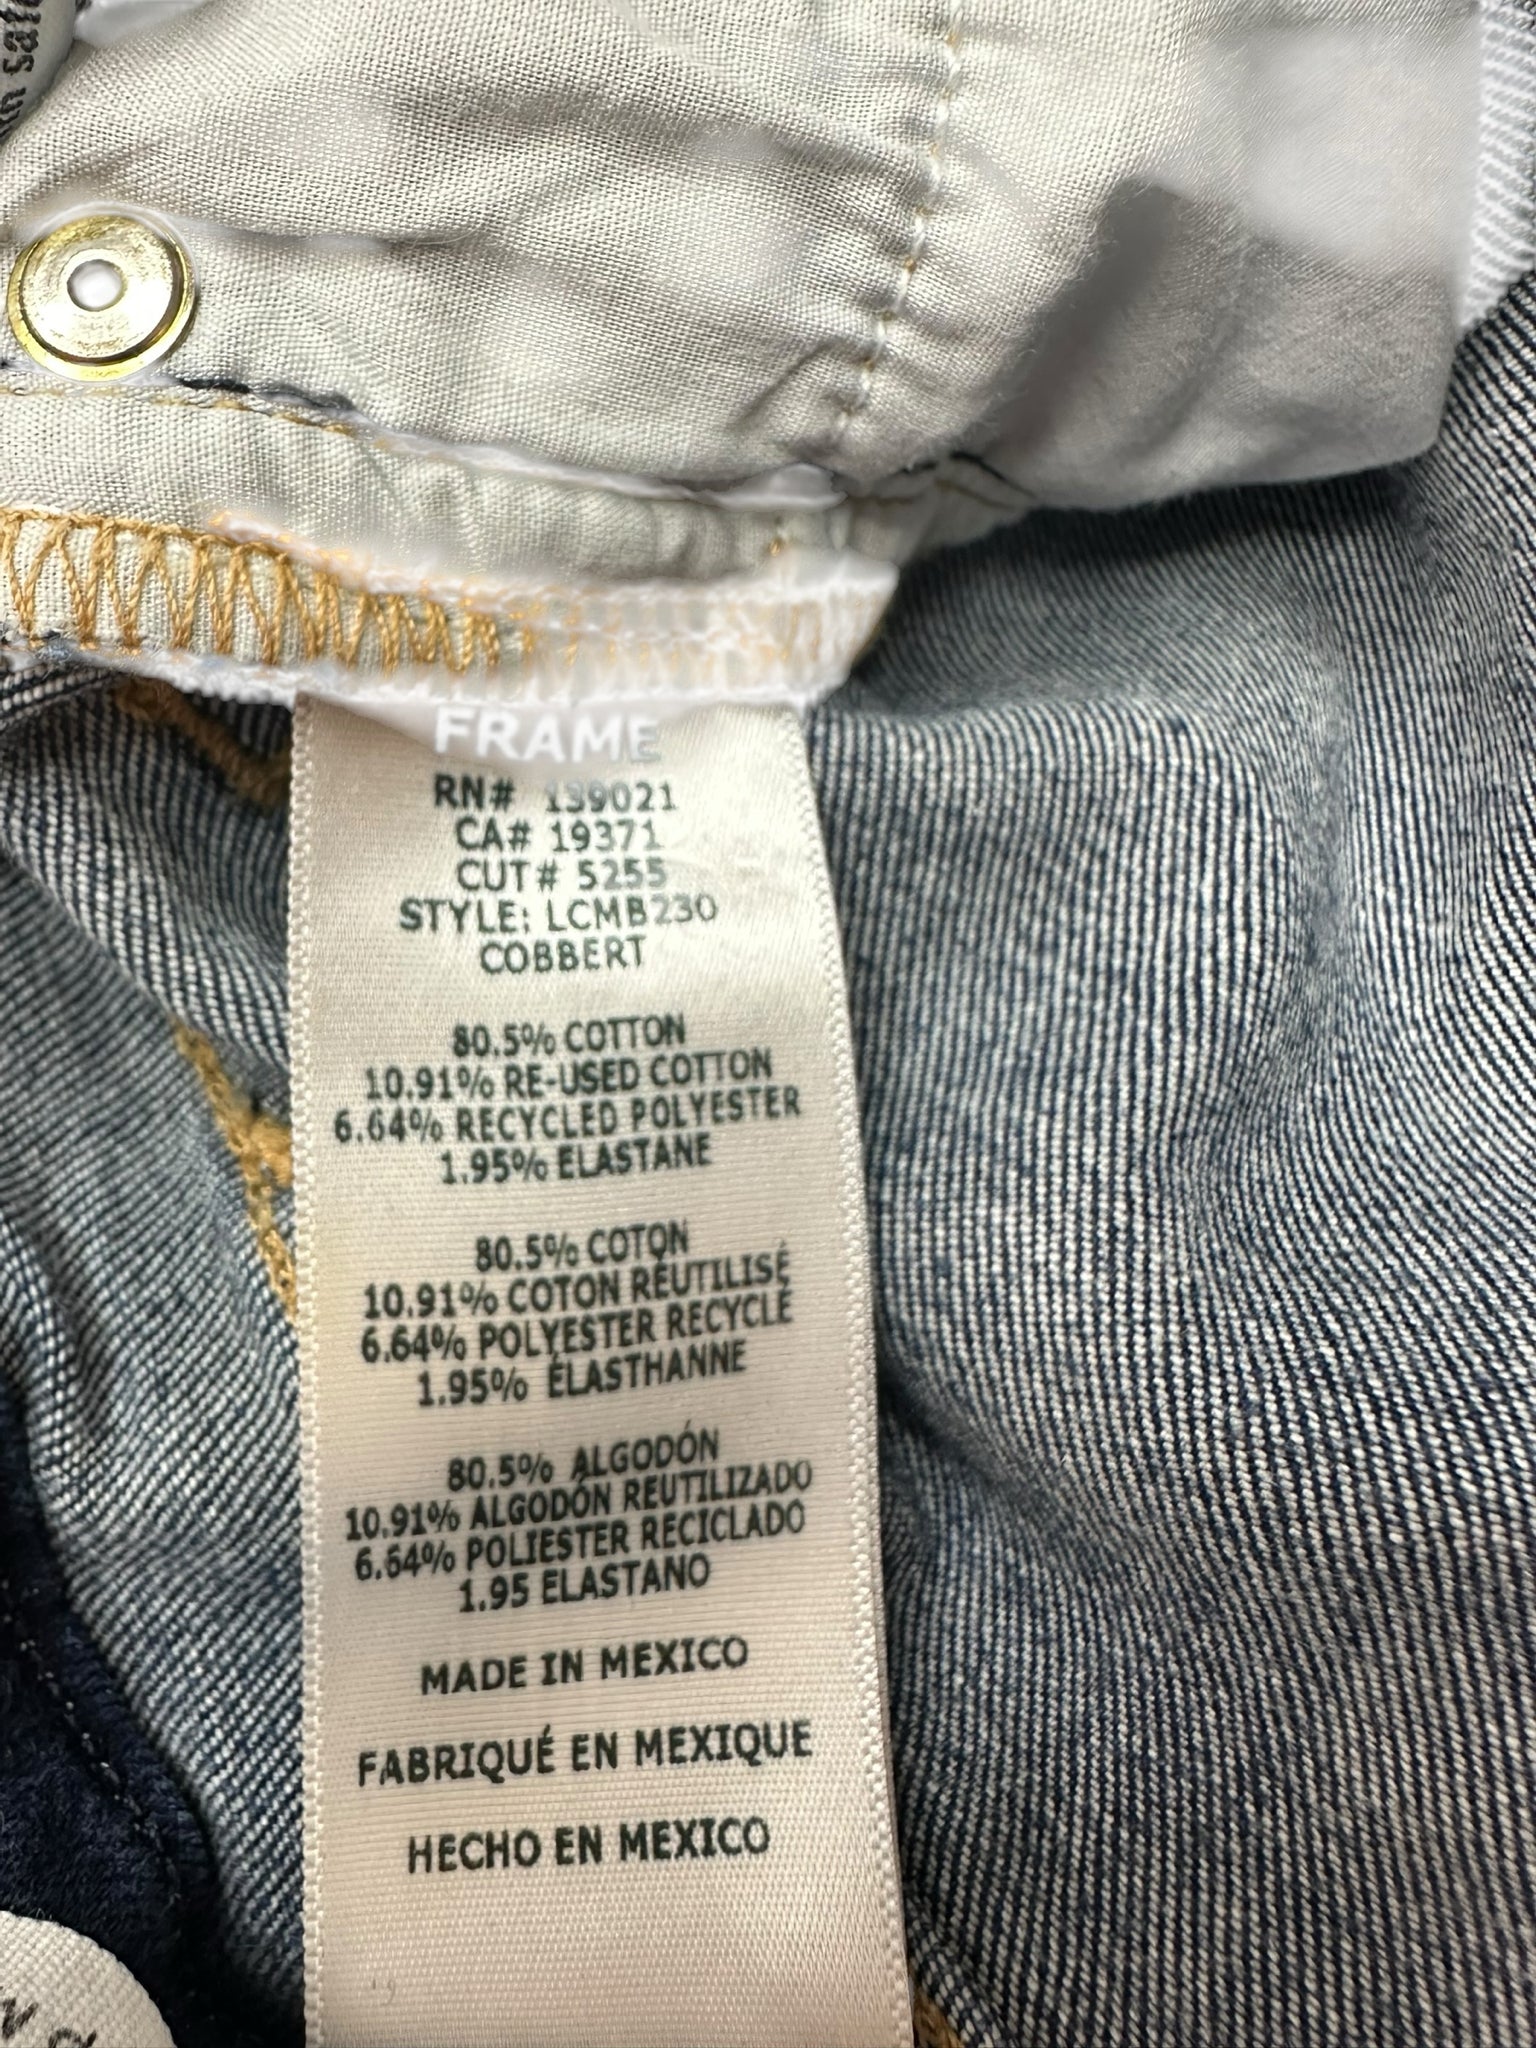 n sale
FRAME
RN# 139021
CA# 19371
CUT# 5255
STYLE: LCMB230
COBBERT
80.5% COTTON
10.91% RE-USED COTTON
6.64% RECYCLED POLYESTER
1.95% ELASTANE
80.5% COTON
10.91% COTON RÉUTILISÉ
6.64% POLYESTER RECYCLÉ
1.95% ÉLASTHANNE
80.5% ALGODÓN
10.91% ALGODÓN REUTILIZADO
6.64% POLIESTER RECICLADO
1.95 ELASTANO
MADE IN MEXICO
FABRIQUÉ EN MEXIQUE
HECHO EN MEXICO